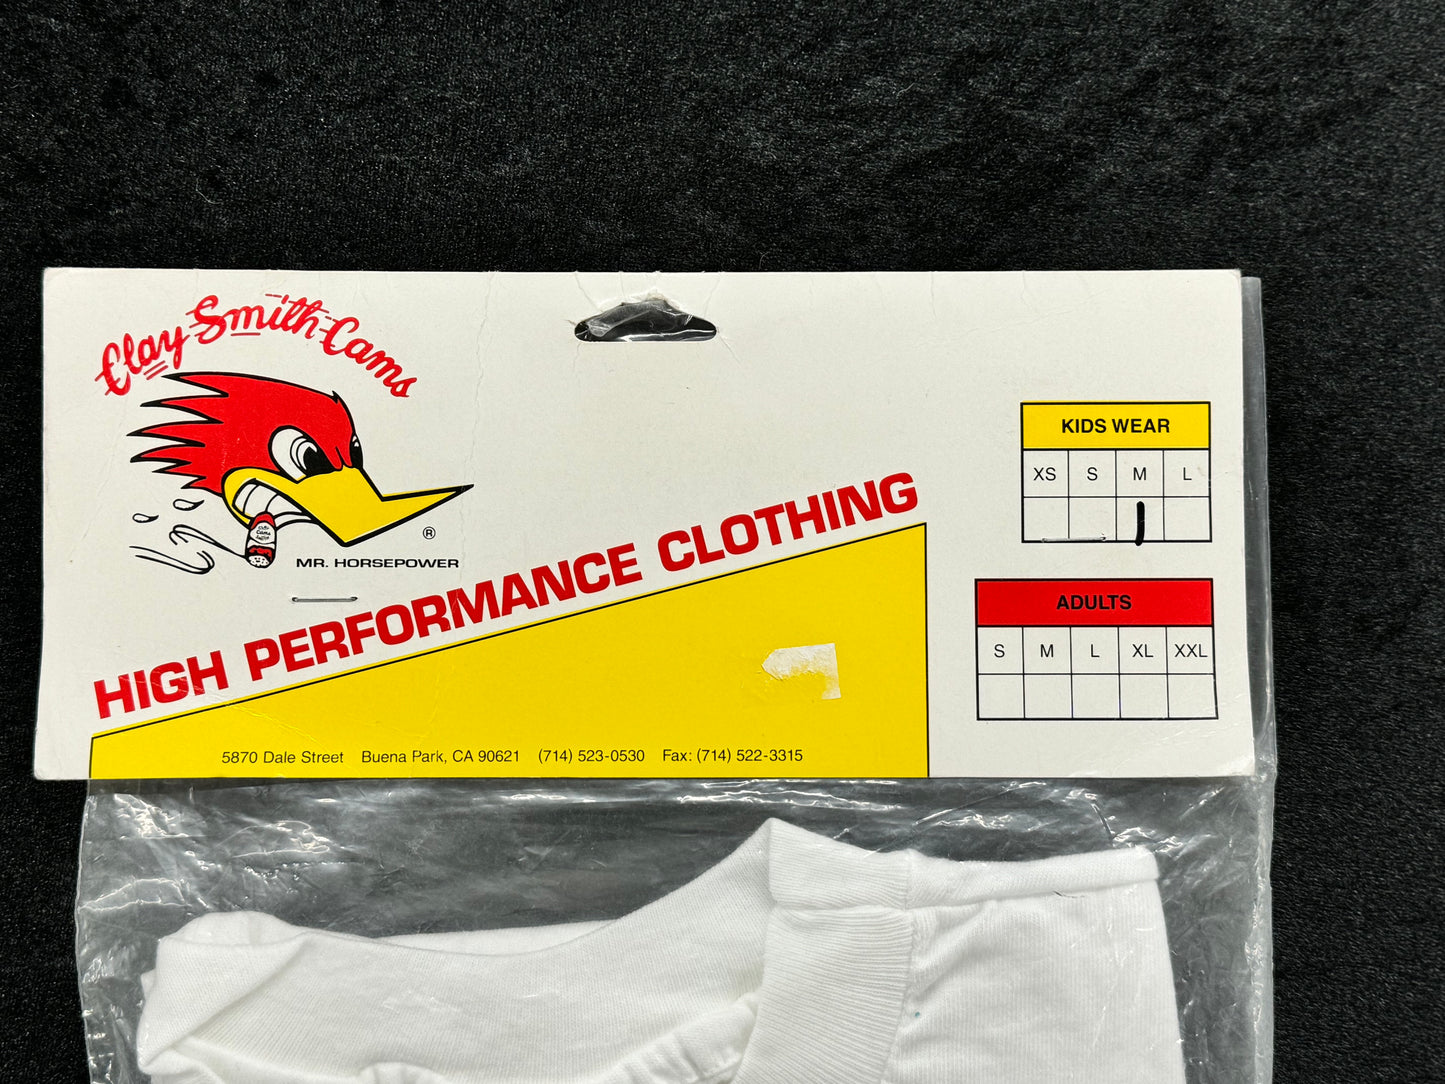 Clay Smith Cams
®
MR. HORSEPOWER
HIGH PERFORMANCE CLOTHING
5870 Dale Street Buena Park, CA 90621 (714) 523-0530 Fax: (714) 522-3315
KIDS WEAR
XS S M L
ADULTS
S M L XL XXL